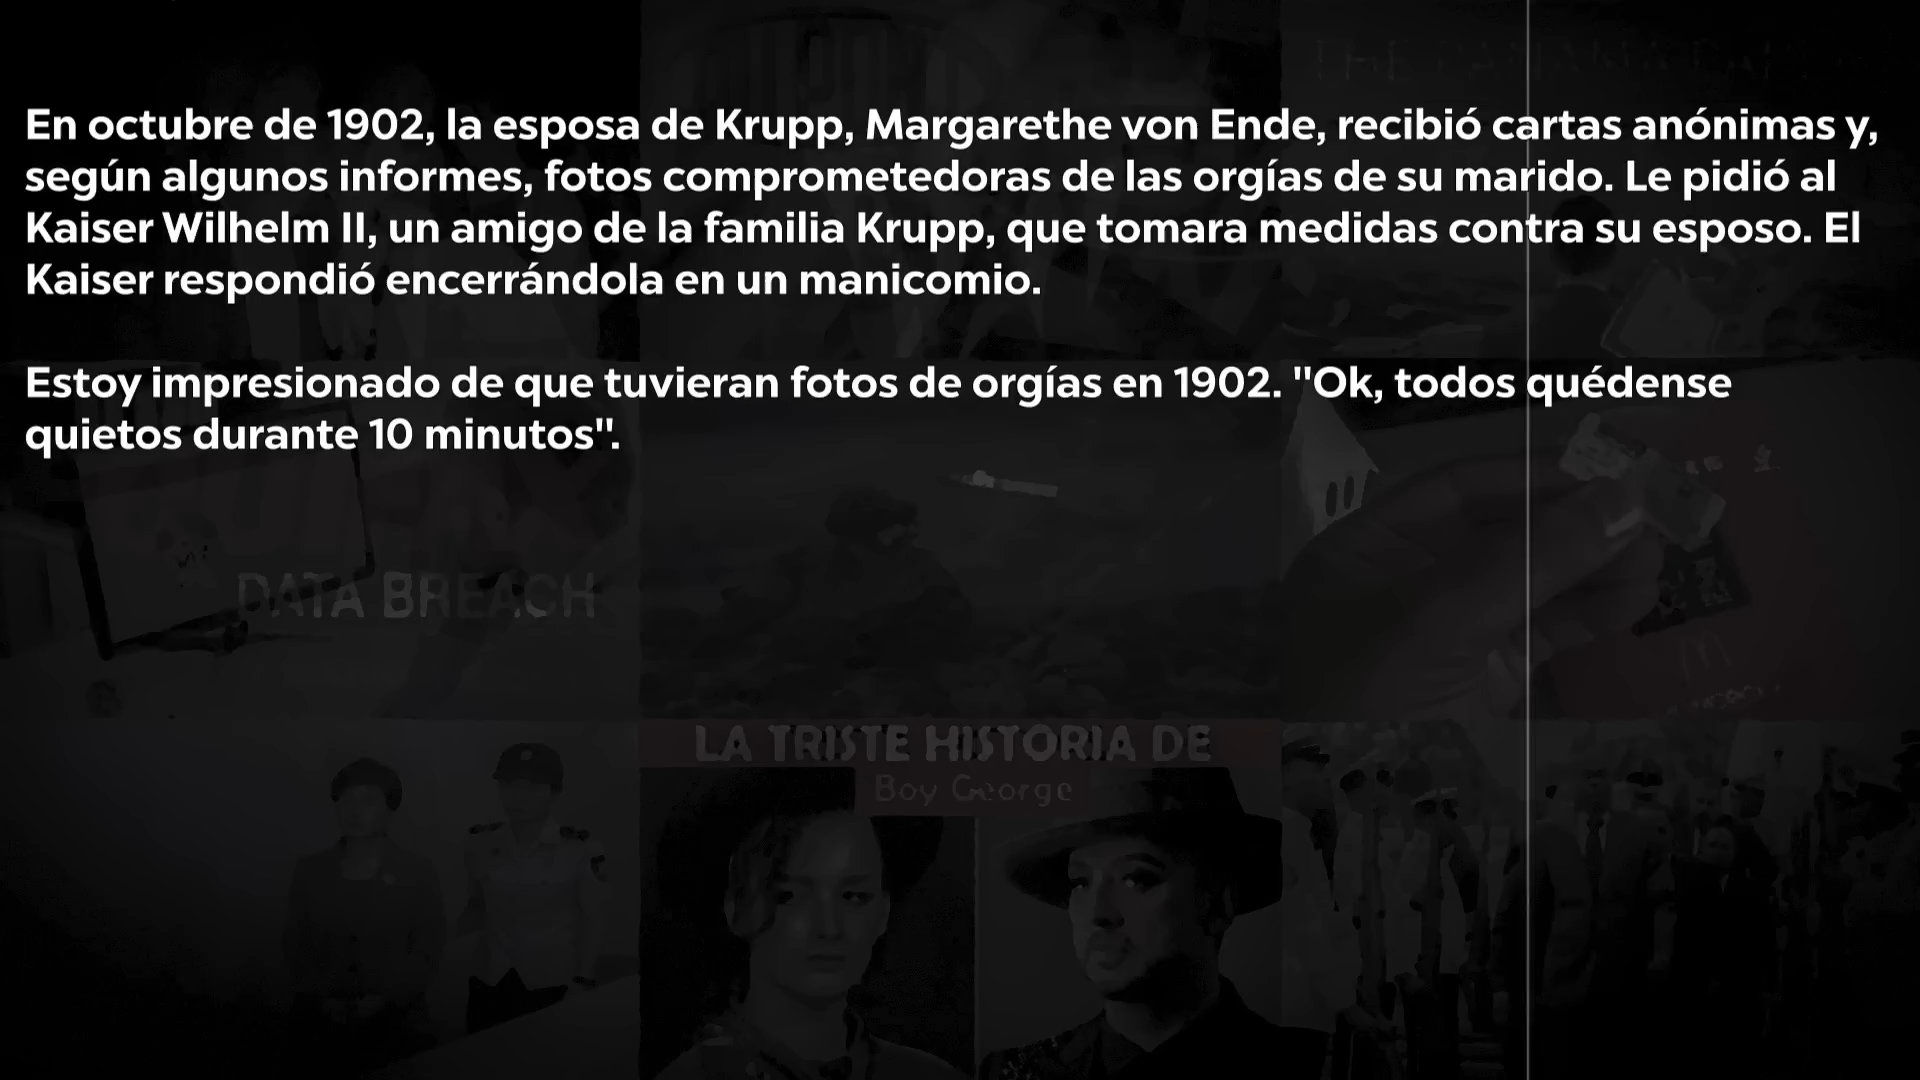 En octubre de 1902, la esposa de Krupp, Margarethe von Ende, recibió cartas anónimas y,
según algunos informes, fotos comprometedoras de las orgías de su marido. Le pidió al
Kaiser Wilhelm II, un amigo de la familia Krupp, que tomara medidas contra su esposo. El
Kaiser respondió encerrándola en un manicomio.
Estoy impresionado de que tuvieran fotos de orgías en 1902. "Ok, todos quédense
quietos durante 10 minutos".
DATA BREACH
LA TRISTE HISTORIA DE
Boy George